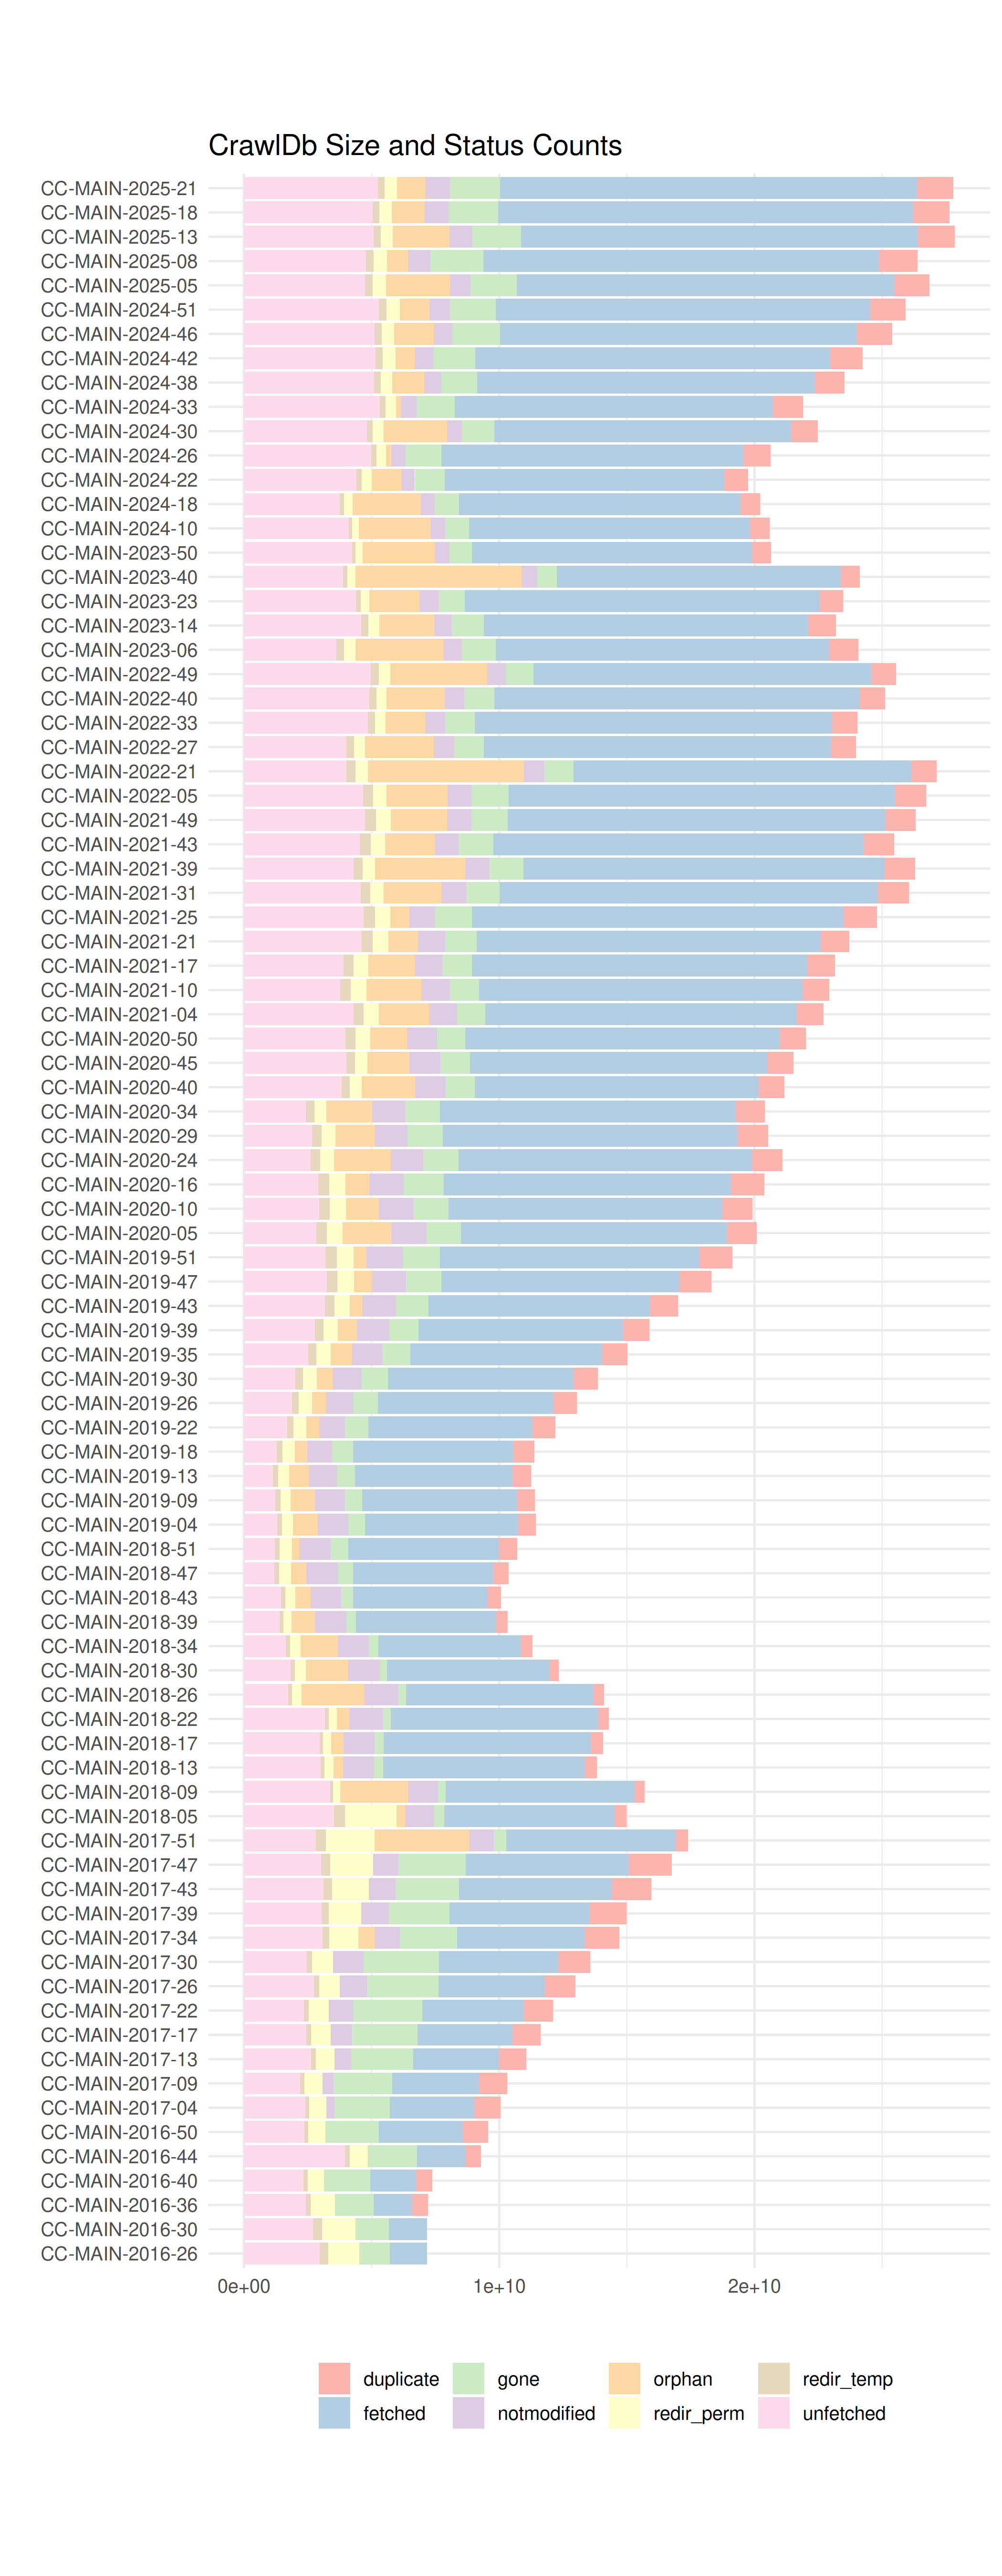 CrawlDb Size and Status Counts
CC-MAIN-2025-21
CC-MAIN-2025-18
CC-MAIN-2025-13
CC-MAIN-2025-08
CC-MAIN-2025-05
CC-MAIN-2024-51
CC-MAIN-2024-46
CC-MAIN-2024-42
CC-MAIN-2024-38
CC-MAIN-2024-33
CC-MAIN-2024-30
CC-MAIN-2024-26
CC-MAIN-2024-22
CC-MAIN-2024-18
CC-MAIN-2024-10
CC-MAIN-2023-50
CC-MAIN-2023-40
CC-MAIN-2023-23
CC-MAIN-2023-14
CC-MAIN-2023-06
CC-MAIN-2022-49
CC-MAIN-2022-40
CC-MAIN-2022-33
CC-MAIN-2022-27
CC-MAIN-2022-21
CC-MAIN-2022-05
CC-MAIN-2021-49
CC-MAIN-2021-43
CC-MAIN-2021-39
CC-MAIN-2021-31
CC-MAIN-2021-25
CC-MAIN-2021-21
CC-MAIN-2021-17
CC-MAIN-2021-10
CC-MAIN-2021-04
CC-MAIN-2020-50
CC-MAIN-2020-45
CC-MAIN-2020-40
CC-MAIN-2020-34
CC-MAIN-2020-29
CC-MAIN-2020-24
CC-MAIN-2020-16
CC-MAIN-2020-10
CC-MAIN-2020-05
CC-MAIN-2019-51
CC-MAIN-2019-47
CC-MAIN-2019-43
CC-MAIN-2019-39
CC-MAIN-2019-35
CC-MAIN-2019-30
CC-MAIN-2019-26
CC-MAIN-2019-22
CC-MAIN-2019-18
CC-MAIN-2019-13
CC-MAIN-2019-09
CC-MAIN-2019-04
CC-MAIN-2018-51
CC-MAIN-2018-47
CC-MAIN-2018-43
CC-MAIN-2018-39
CC-MAIN-2018-34
CC-MAIN-2018-30
CC-MAIN-2018-26
CC-MAIN-2018-22
CC-MAIN-2018-17
CC-MAIN-2018-13
CC-MAIN-2018-09
CC-MAIN-2018-05
CC-MAIN-2017-51
CC-MAIN-2017-47
CC-MAIN-2017-43
CC-MAIN-2017-39
CC-MAIN-2017-34
CC-MAIN-2017-30
CC-MAIN-2017-26
CC-MAIN-2017-22
CC-MAIN-2017-17
CC-MAIN-2017-13
CC-MAIN-2017-09
CC-MAIN-2017-04
CC-MAIN-2016-50
CC-MAIN-2016-44
CC-MAIN-2016-40
CC-MAIN-2016-36
CC-MAIN-2016-30
CC-MAIN-2016-26
0e+00 1e+10 2e+10
duplicate gone orphan redir_temp
fetched notmodified redir_perm unfetched